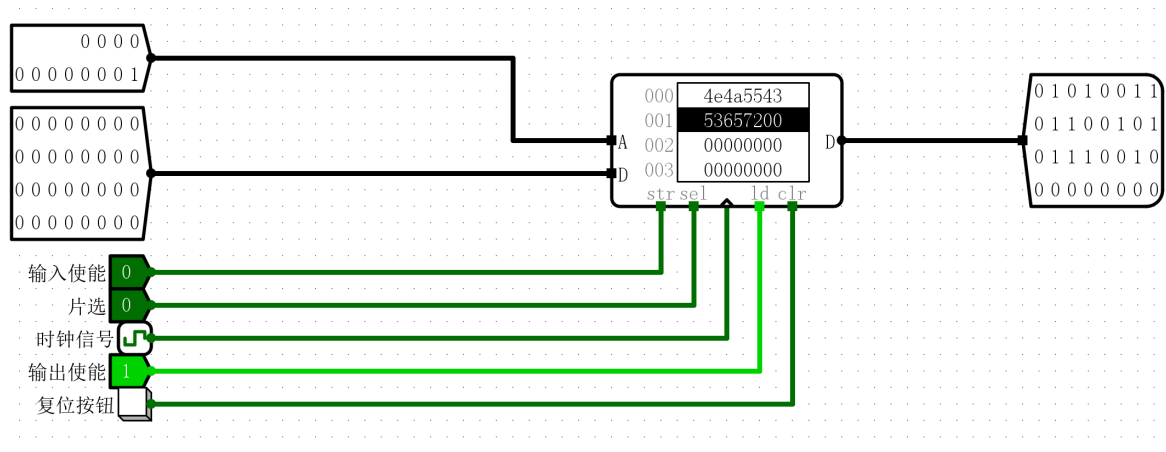 0 0 0 0
0 0 0 0 0 0 0 1
0 0 0 0 0 0 0 0
0 0 0 0 0 0 0 0
0 0 0 0 0 0 0 0
0 0 0 0 0 0 0 0
输入使能 0
片选 0
时钟信号
输出使能 1
复位按钮
A
D
000 4e4a5543
001 53657200
002 00000000
003 00000000
str sel ld clr
D
0 1 0 1 0 0 1 1
0 1 1 0 0 1 0 1
0 1 1 1 0 0 1 0
0 0 0 0 0 0 0 0